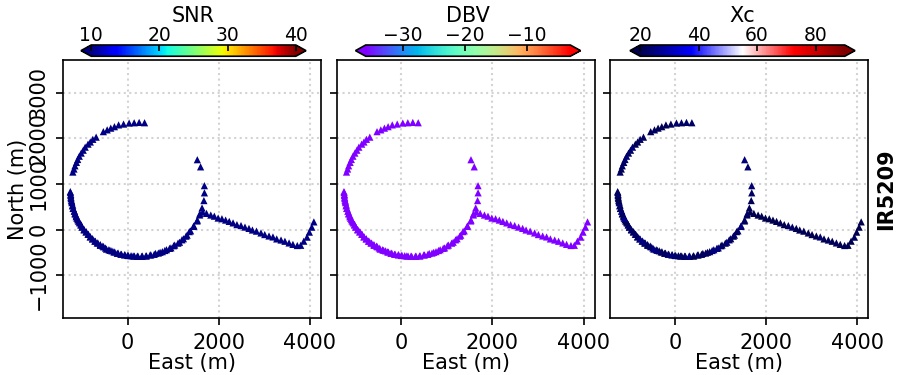 SNR DBV Xc
10 20 30 40 −30 −20 −10 20 40 60 80
North (m)
3000
2000
1000
0
−1000
IR5209
0 2000 4000 0 2000 4000 0 2000 4000
East (m) East (m) East (m)